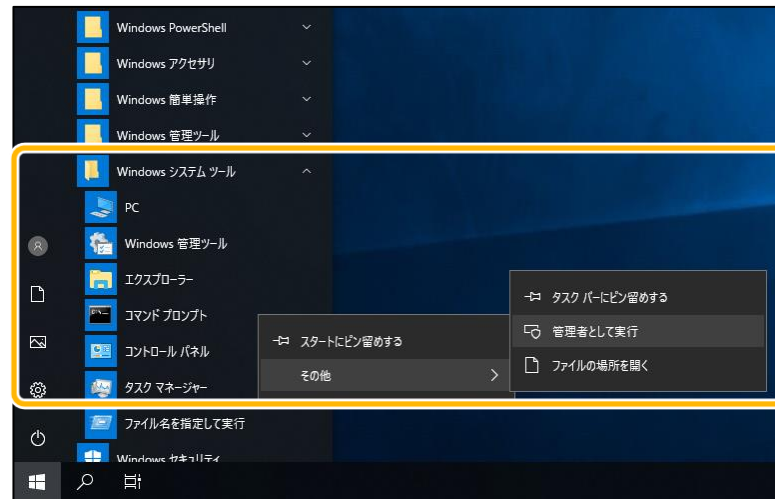 Windows PowerShell
Windows アクセサリ
Windows 簡単操作
Windows 管理ツール
Windows システム ツール
PC
Windows 管理ツール
エクスプローラー
コマンド プロンプト
コントロール パネル
タスク マネージャー
ファイル名を指定して実行
Windows セキュリティ
スタートにピン留めする
その他
タスク バーにピン留めする
管理者として実行
ファイルの場所を開く